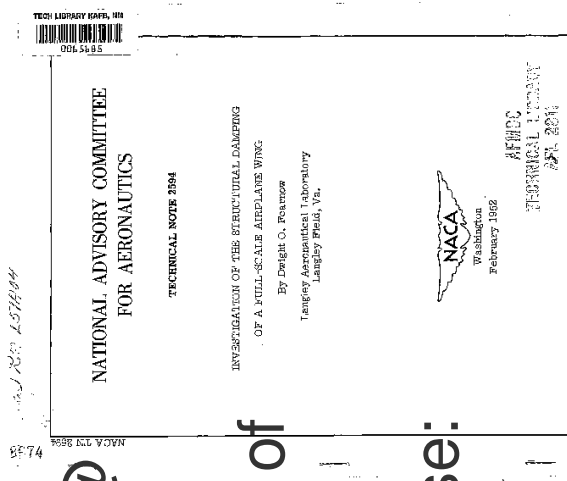 TECH LIBRARY KAFB, NM
NATIONAL ADVISORY COMMITTEE
FOR AERONAUTICS
TECHNICAL NOTE 2594
INVESTIGATION OF THE STRUCTURAL DAMPING
OF A FULL-SCALE AIRPLANE WING
By Dwight O. Fearnow
Langley Aeronautical Laboratory
Langley Field, Va.
NACA
Washington
February 1952
AFMDC
TECHNICAL LIBRARY
AFL 2811
NACA TN 2594
of
se: